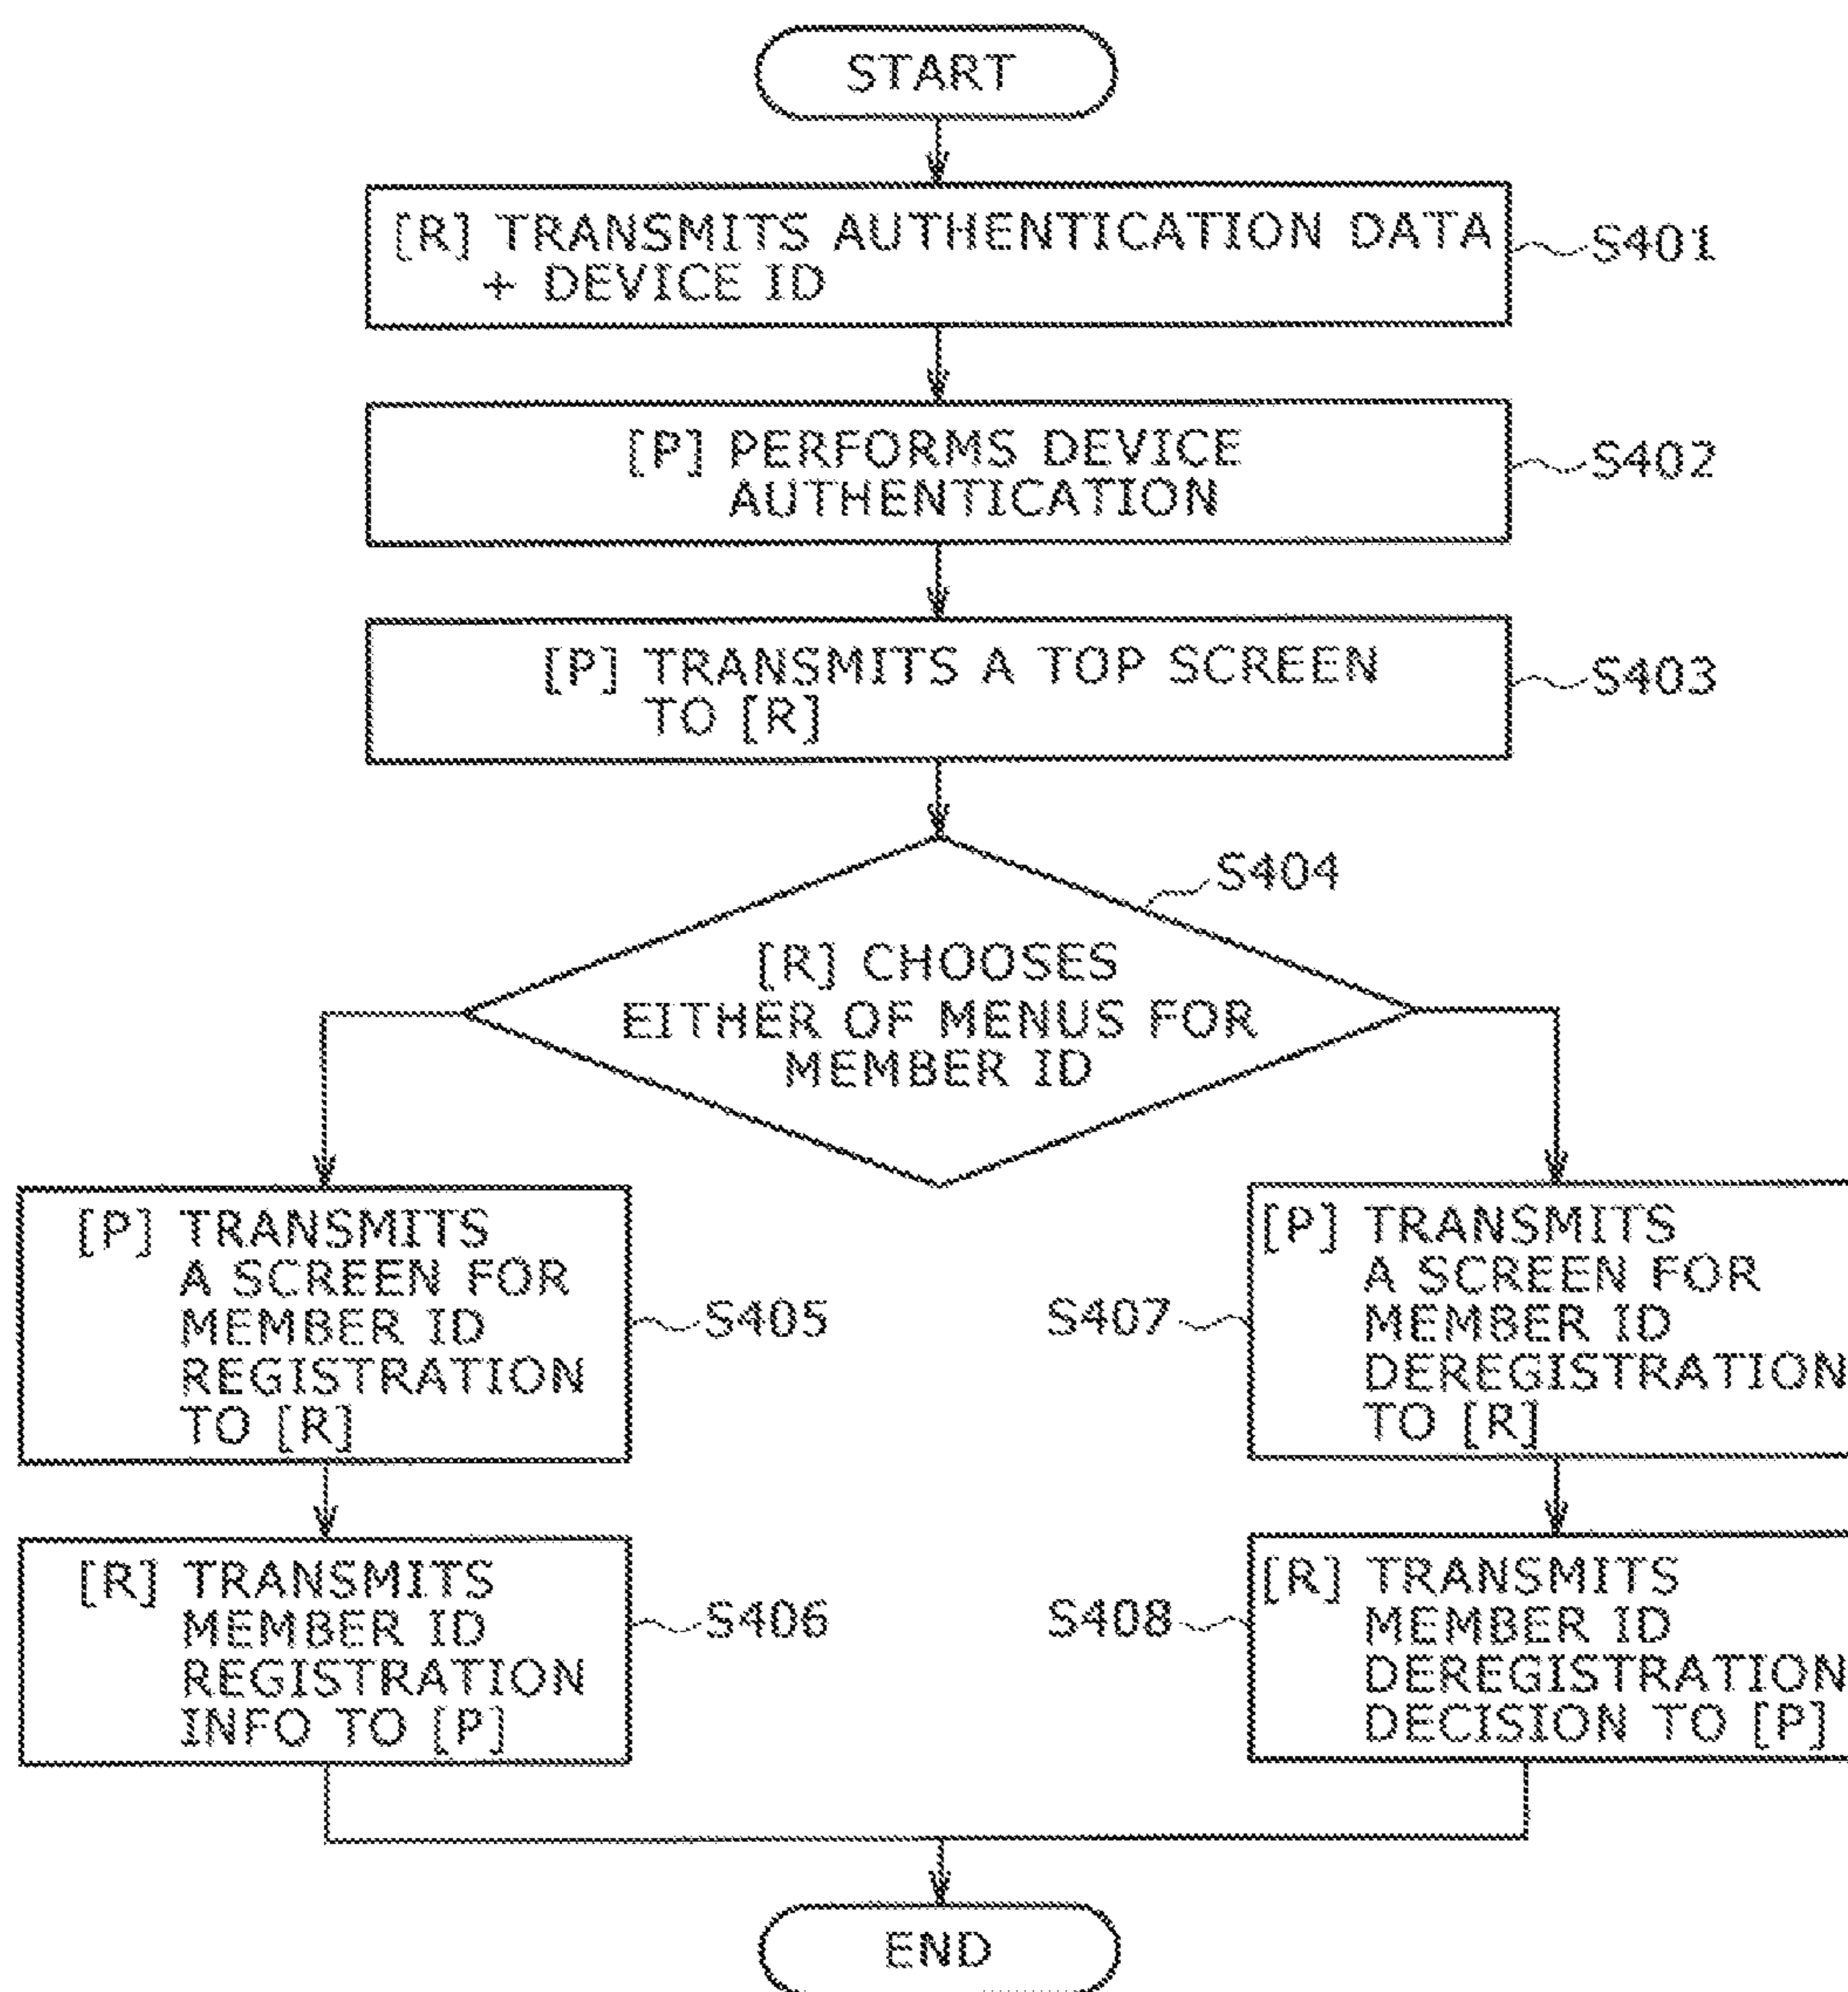 START
[R] TRANSMITS AUTHENTICATION DATA
+ DEVICE ID
S401
[P] PERFORMS DEVICE
AUTHENTICATION
S402
[P] TRANSMITS A TOP SCREEN
TO [R]
S403
S404
[R] CHOOSES
EITHER OF MENUS FOR
MEMBER ID
[P] TRANSMITS
A SCREEN FOR
MEMBER ID
REGISTRATION
TO [R]
S405
S407
[P] TRANSMITS
A SCREEN FOR
MEMBER ID
DEREGISTRATION
TO [R]
[R] TRANSMITS
MEMBER ID
REGISTRATION
INFO TO [P]
S406
S408
[R] TRANSMITS
MEMBER ID
DEREGISTRATION
DECISION TO [P]
END